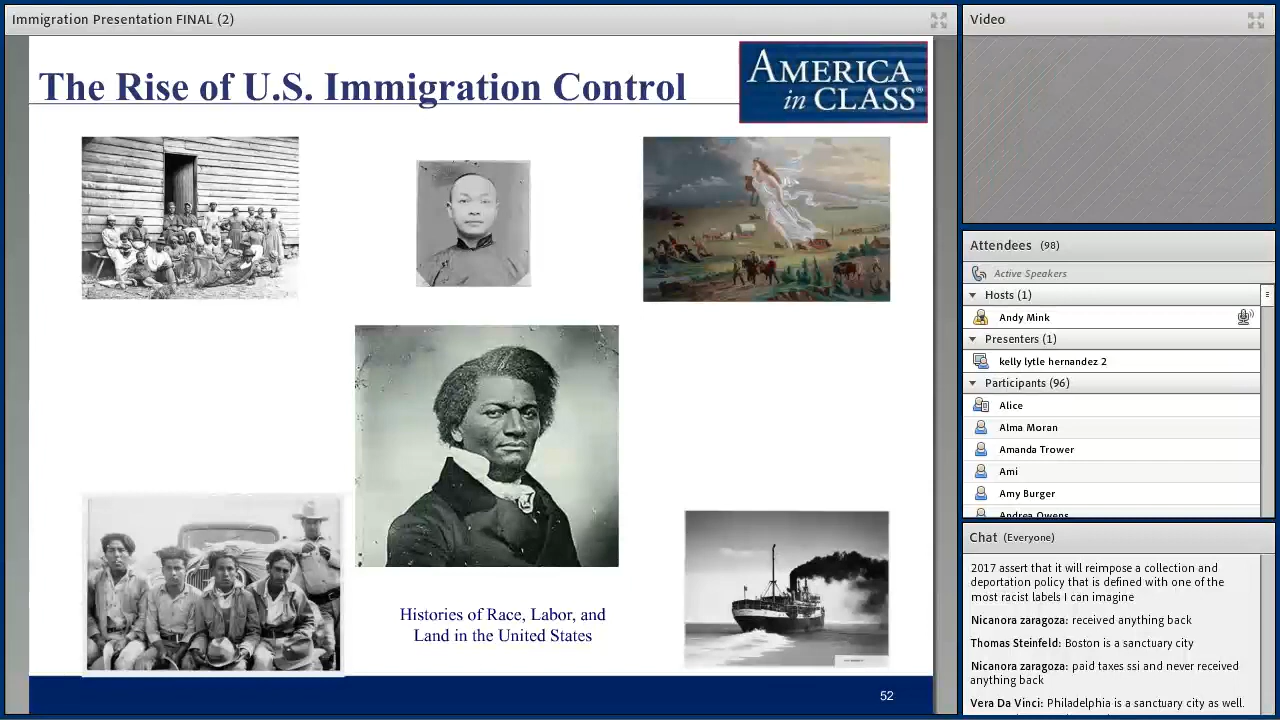 Immigration Presentation FINAL (2)
The Rise of U.S. Immigration Control
AMERICA
in CLASS®
Histories of Race, Labor, and
Land in the United States
52
Video
Attendees (98)
Active Speakers
Hosts (1)
Andy Mink
Presenters (1)
kelly lytle hernandez 2
Participants (96)
Alice
Alma Moran
Amanda Trower
Ami
Amy Burger
Andrea Owens
Chat (Everyone)
2017 assert that it will reimpose a collection and
deportation policy that is defined with one of the
most racist labels I can imagine
Nicanora zaragoza: received anything back
Thomas Steinfeld: Boston is a sanctuary city
Nicanora zaragoza: paid taxes ssi and never received
anything back
Vera Da Vinci: Philadelphia is a sanctuary city as well.